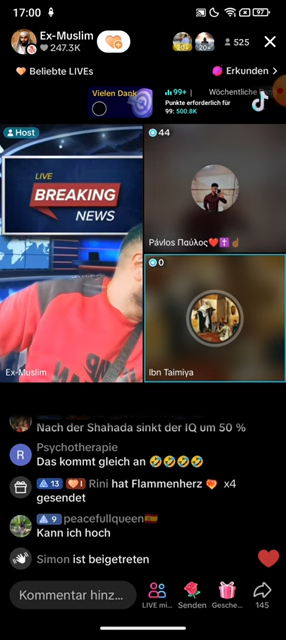 17:00
97
Ex-Muslim
247.3K
20+
20+
525
Beliebte LIVEs
Erkunden
Vielen Dank
99+
Wöchentliche
Punkte erforderlich für
99: 500.8K
Host
44
LIVE
BREAKING
NEWS
Pávlos Παύλος❤️✝️☝🏾
0
Ex-Muslim
Ibn Taimiya
Nach der Shahada sinkt der IQ um 50 %
R
Psychotherapie
Das kommt gleich an 🤣🤣🤣🤣
13 I Rini hat Flammenherz x4
gesendet
9 peacefullqueen🇪🇸
Kann ich hoch
Simon ist beigetreten
Kommentar hinz...
LIVE mi...
Senden
Gesche...
145